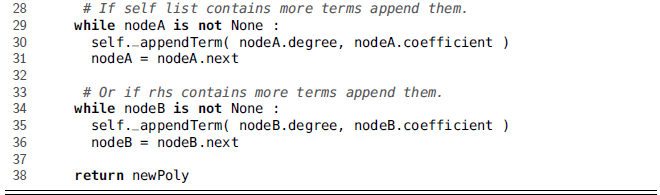 28 # If self list contains more terms append them.
29 while nodeA is not None :
30 self._appendTerm( nodeA.degree, nodeA.coefficient )
31 nodeA = nodeA.next
32
33 # Or if rhs contains more terms append them.
34 while nodeB is not None :
35 self._appendTerm( nodeB.degree, nodeB.coefficient )
36 nodeB = nodeB.next
37
38 return newPoly